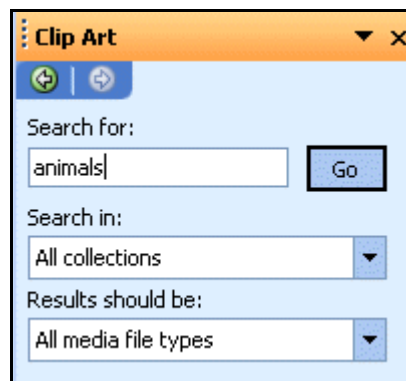 Clip Art
Search for:
animals
Go
Search in:
All collections
Results should be:
All media file types